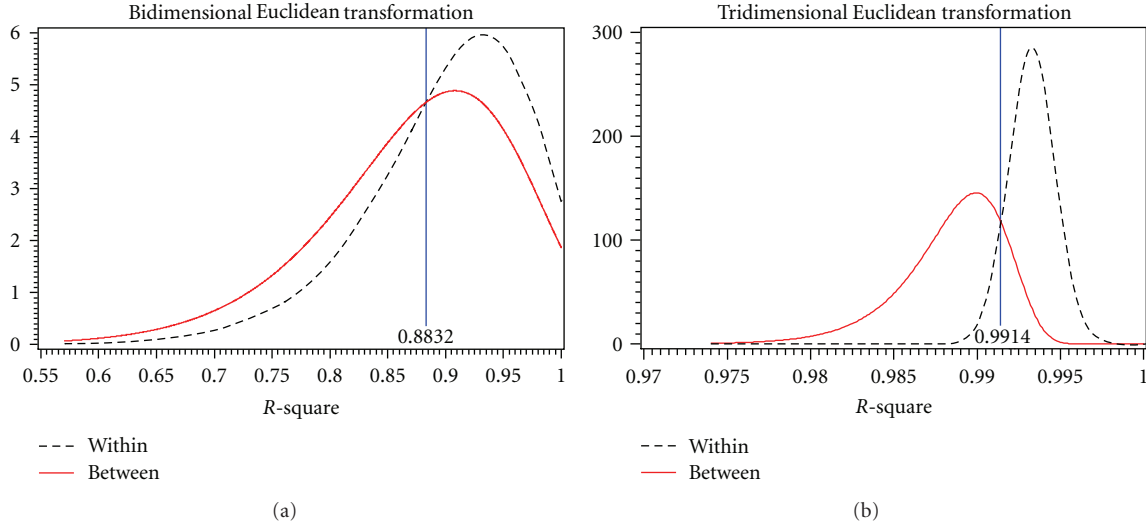 Bidimensional Euclidean transformation
6
5
4
3
2
1
0
0.8832
0.55 0.6 0.65 0.7 0.75 0.8 0.85 0.9 0.95 1
R-square
Within
Between
(a)
Tridimensional Euclidean transformation
300
200
100
0
0.9914
0.97 0.975 0.98 0.985 0.99 0.995 1
R-square
Within
Between
(b)